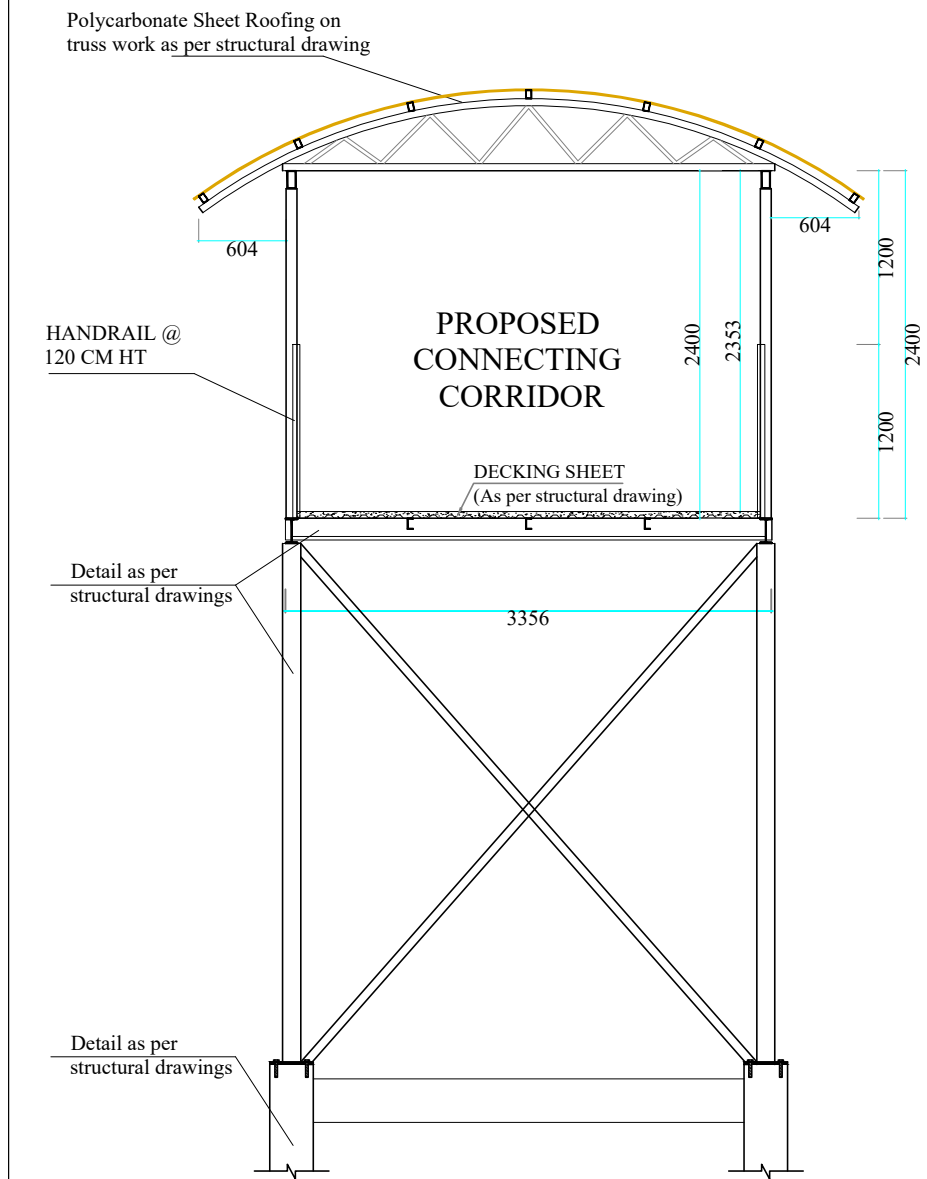 Polycarbonate Sheet Roofing on
truss work as per structural drawing
604
604
1200
HANDRAIL @
120 CM HT
PROPOSED
CONNECTING
CORRIDOR
2400
2353
2400
1200
DECKING SHEET
(As per structural drawing)
Detail as per
structural drawings
3356
Detail as per
structural drawings